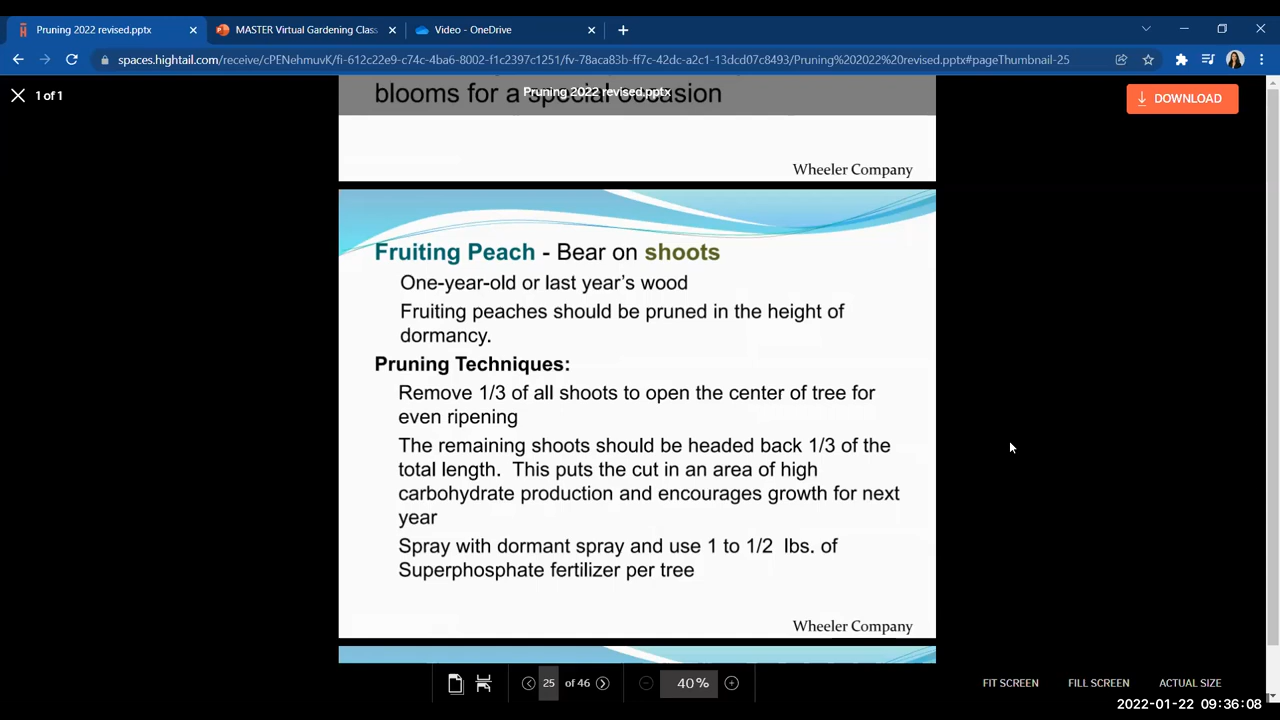 Pruning 2022 revised.pptx
MASTER Virtual Gardening Class
Video - OneDrive
spaces.hightail.com/receive/cPENehmuvK/fi-612c22e9-c74c-4ba6-8002-f1c2397c1251/fv-78aca83b-ff7c-42dc-a2c1-13dcd07c8493/Pruning%202022%20revised.pptx#pageThumbnail-25
1 of 1
Pruning 2022 revised.pptx
DOWNLOAD
blooms for a special occasion
Wheeler Company
Fruiting Peach - Bear on shoots
One-year-old or last year’s wood
Fruiting peaches should be pruned in the height of
dormancy.
Pruning Techniques:
Remove 1/3 of all shoots to open the center of tree for
even ripening
The remaining shoots should be headed back 1/3 of the
total length. This puts the cut in an area of high
carbohydrate production and encourages growth for next
year
Spray with dormant spray and use 1 to 1/2 lbs. of
Superphosphate fertilizer per tree
Wheeler Company
25 of 46
40%
FIT SCREEN
FILL SCREEN
ACTUAL SIZE
2022-01-22 09:36:08